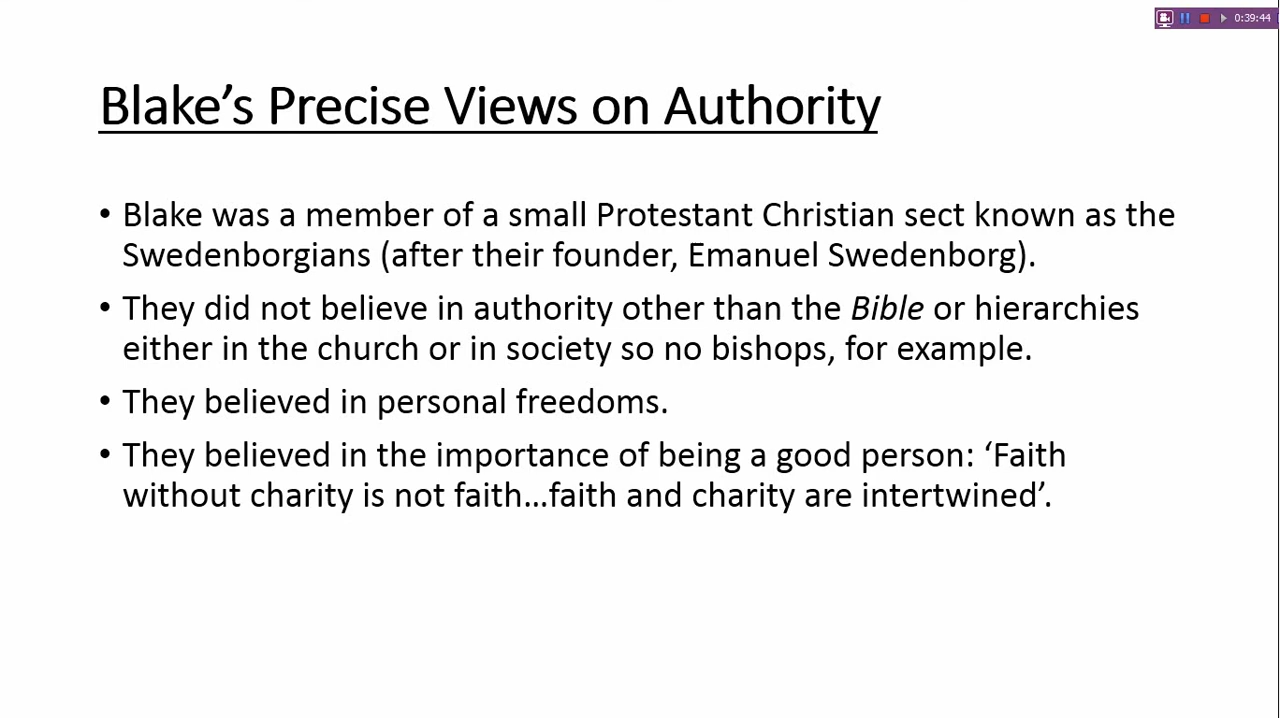 0:39:44
Blake’s Precise Views on Authority
• Blake was a member of a small Protestant Christian sect known as the
Swedenborgians (after their founder, Emanuel Swedenborg).
• They did not believe in authority other than the Bible or hierarchies
either in the church or in society so no bishops, for example.
• They believed in personal freedoms.
• They believed in the importance of being a good person: ‘Faith
without charity is not faith…faith and charity are intertwined’.